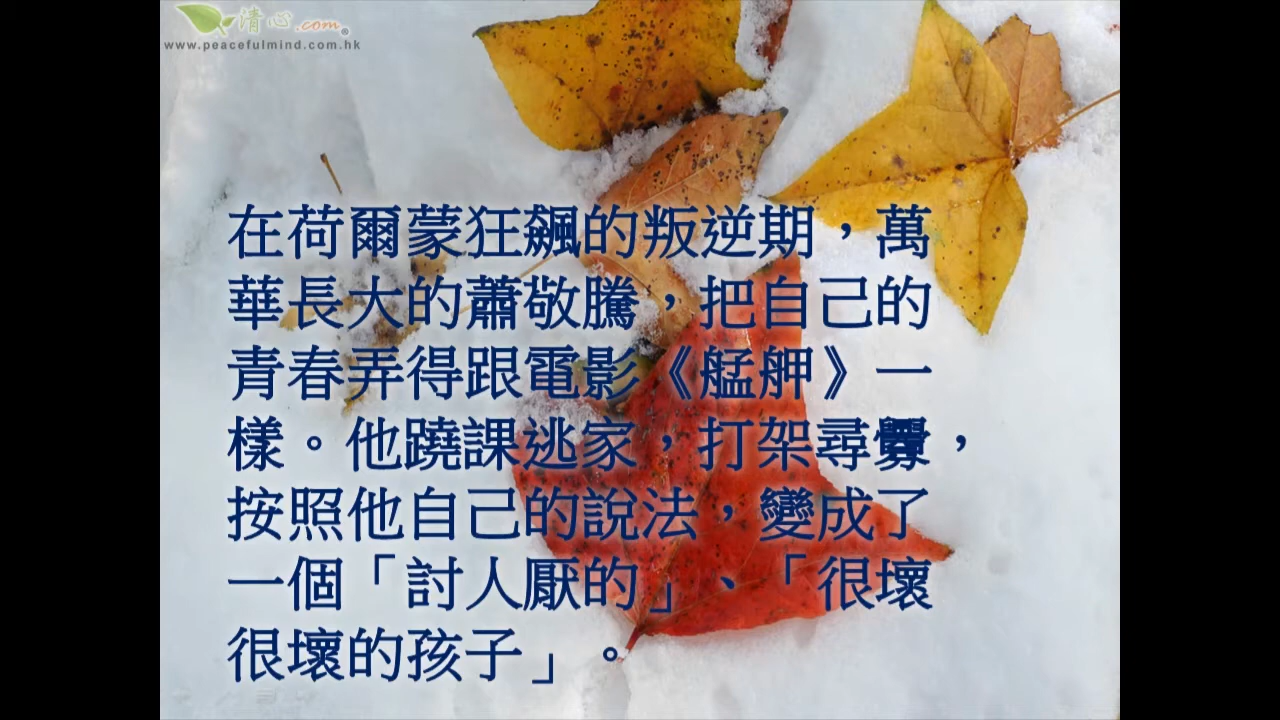 清心.com
www.peacefulmind.com.hk
在荷爾蒙狂飆的叛逆期，萬
華長大的蕭敬騰，把自己的
青春弄得跟電影《艋舺》一
樣。他蹺課逃家，打架尋釁，
按照他自己的說法，變成了
一個「討人厭的」、「很壞
很壞的孩子」。